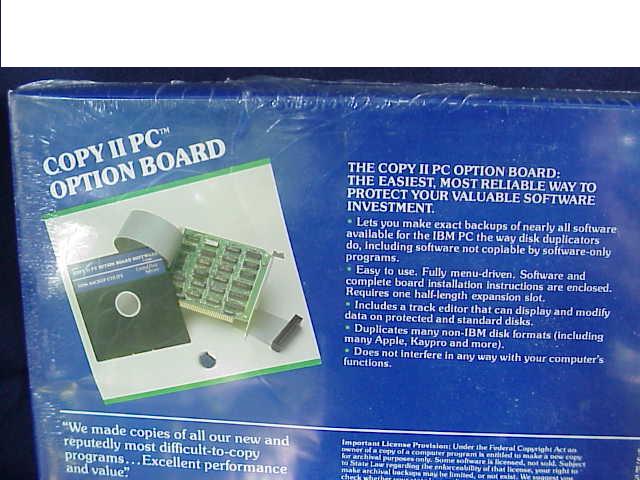 COPY II PC™
OPTION BOARD
THE COPY II PC OPTION BOARD:
THE EASIEST, MOST RELIABLE WAY TO
PROTECT YOUR VALUABLE SOFTWARE
INVESTMENT.
• Lets you make exact backups of nearly all software
available for the IBM PC the way disk duplicators
do, including software not copiable by software-only
programs.
• Easy to use. Fully menu-driven. Software and
complete board installation instructions are enclosed.
Requires one half-length expansion slot.
• Includes a track editor that can display and modify
data on protected and standard disks.
• Duplicates many non-IBM disk formats (including
many Apple, Kaypro and more).
• Does not interfere in any way with your computer's
functions.
COPY II PC OPTION BOARD SOFTWARE
"We made copies of all our new and
reputedly most difficult-to-copy
programs...Excellent performance
and value"
Important License Provision: Under the Federal Copyright Act an
owner of a copy of a computer program is entitled to make a new copy
for archival purposes only. Some software is licensed, not sold. Subject
to State Law regarding the enforceability of that license, your right to
make archival backups may be limited, or not exist. We suggest you
check whether your